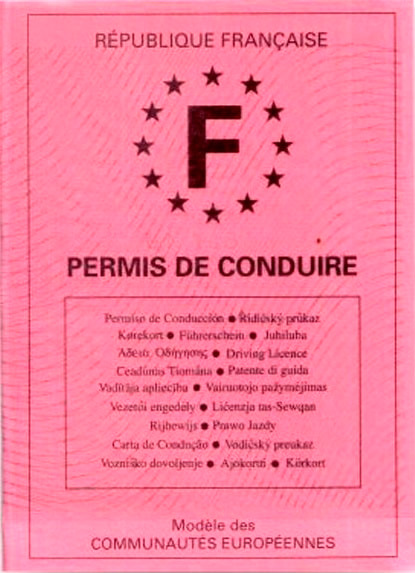 RÉPUBLIQUE FRANÇAISE
F
PERMIS DE CONDUIRE
Permiso de Conducción ● Řidičský průkaz
Kørekort ● Führerschein ● Juhiluba
Άδεια Οδήγησης ● Driving Licence
Ceadúnas Tiomána ● Patente di guida
Vadītāja apliecība ● Vairuotojo pažymėjimas
Vezetői engedély ● Liċenzja tas-Sewqan
Rijbewijs ● Prawo Jazdy
Carta de Condução ● Vodičský preukaz
Vozniško dovoljenje ● Ajokortti ● Körkort
Modèle des
COMMUNAUTÉS EUROPÉENNES